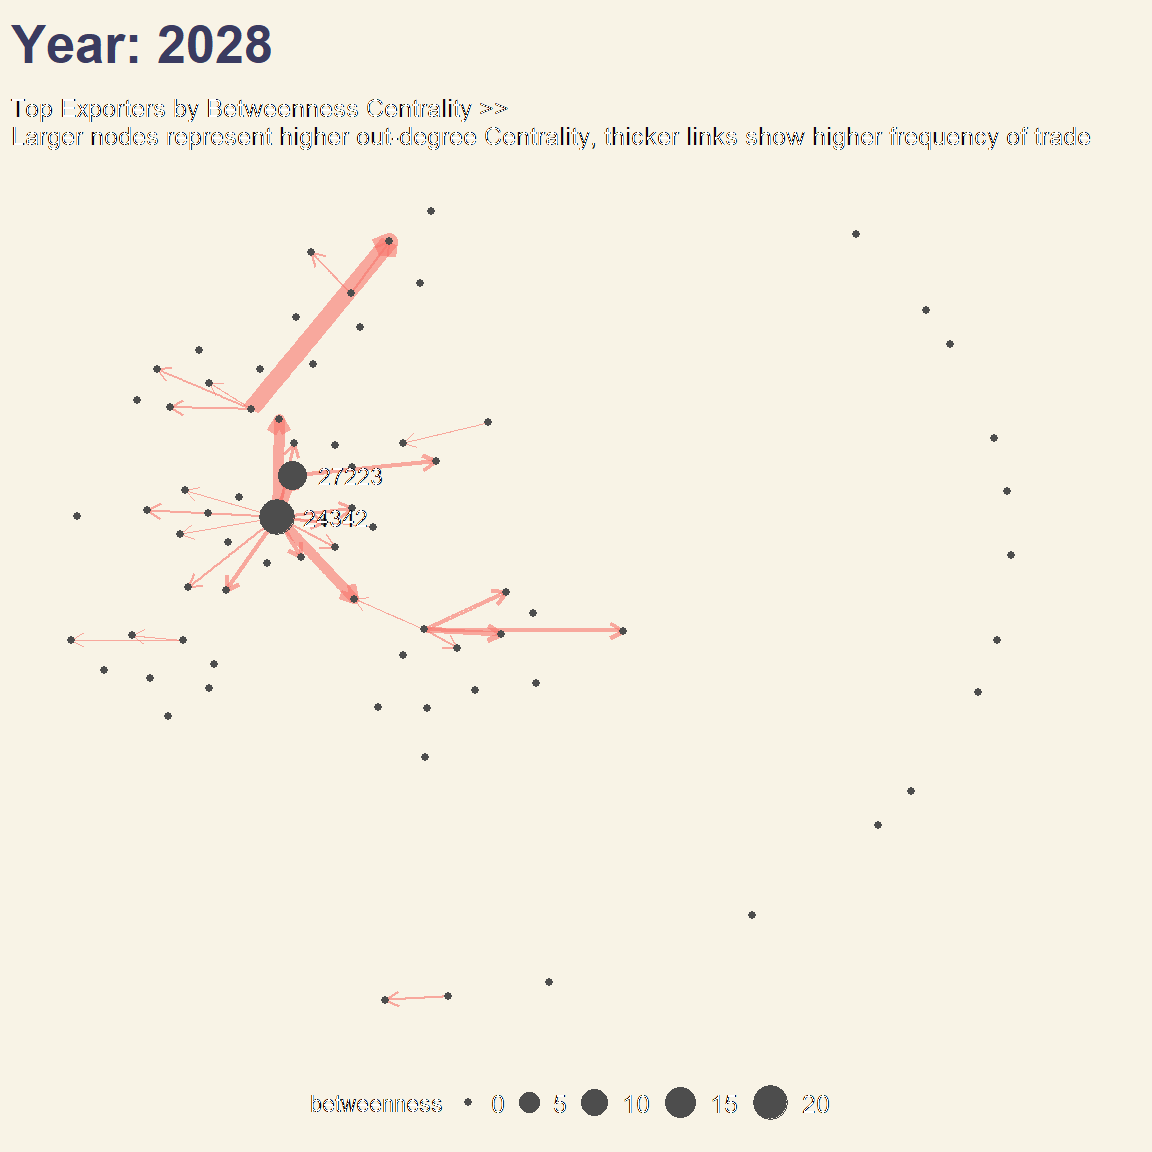 Year: 2028
Top Exporters by Betweenness Centrality >>
Larger nodes represent higher out-degree Centrality, thicker links show higher frequency of trade
27223
24342
betweenness 0 5 10 15 20